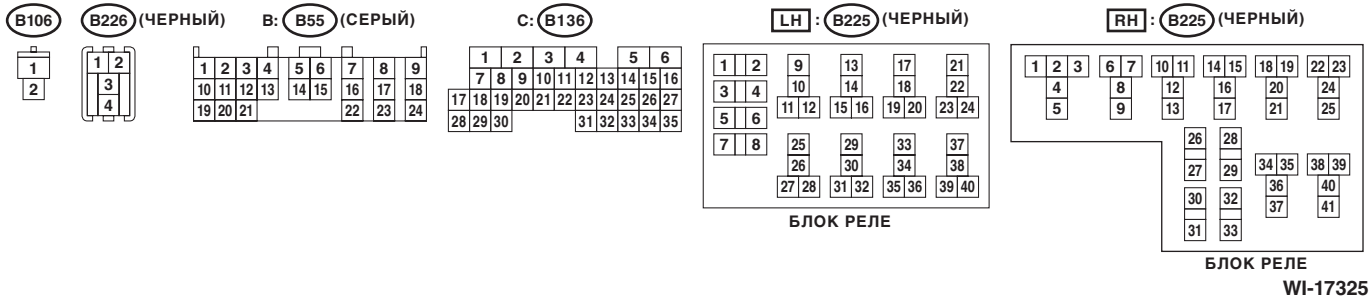 B106 B226 (ЧЕРНЫЙ) B: B55 (СЕРЫЙ) C: B136 LH : B225 (ЧЕРНЫЙ) RH : B225 (ЧЕРНЫЙ)
1
2
1 2
3
4
1 2 3 4 5 6 7 8 9
10 11 12 13 14 15 16 17 18
19 20 21 22 23 24
1 2 3 4 5 6
7 8 9 10 11 12 13 14 15 16
17 18 19 20 21 22 23 24 25 26 27
28 29 30 31 32 33 34 35
1 2 9 13 17 21
3 4 10 14 18 22
11 12 15 16 19 20 23 24
5 6
7 8 25 29 33 37
26 30 34 38
27 28 31 32 35 36 39 40
БЛОК РЕЛЕ
1 2 3 6 7 10 11 14 15 18 19 22 23
4 8 12 16 20 24
5 9 13 17 21 25
26 28
27 29 34 35 38 39
36 40
30 32 37 41
31 33
БЛОК РЕЛЕ
WI-17325